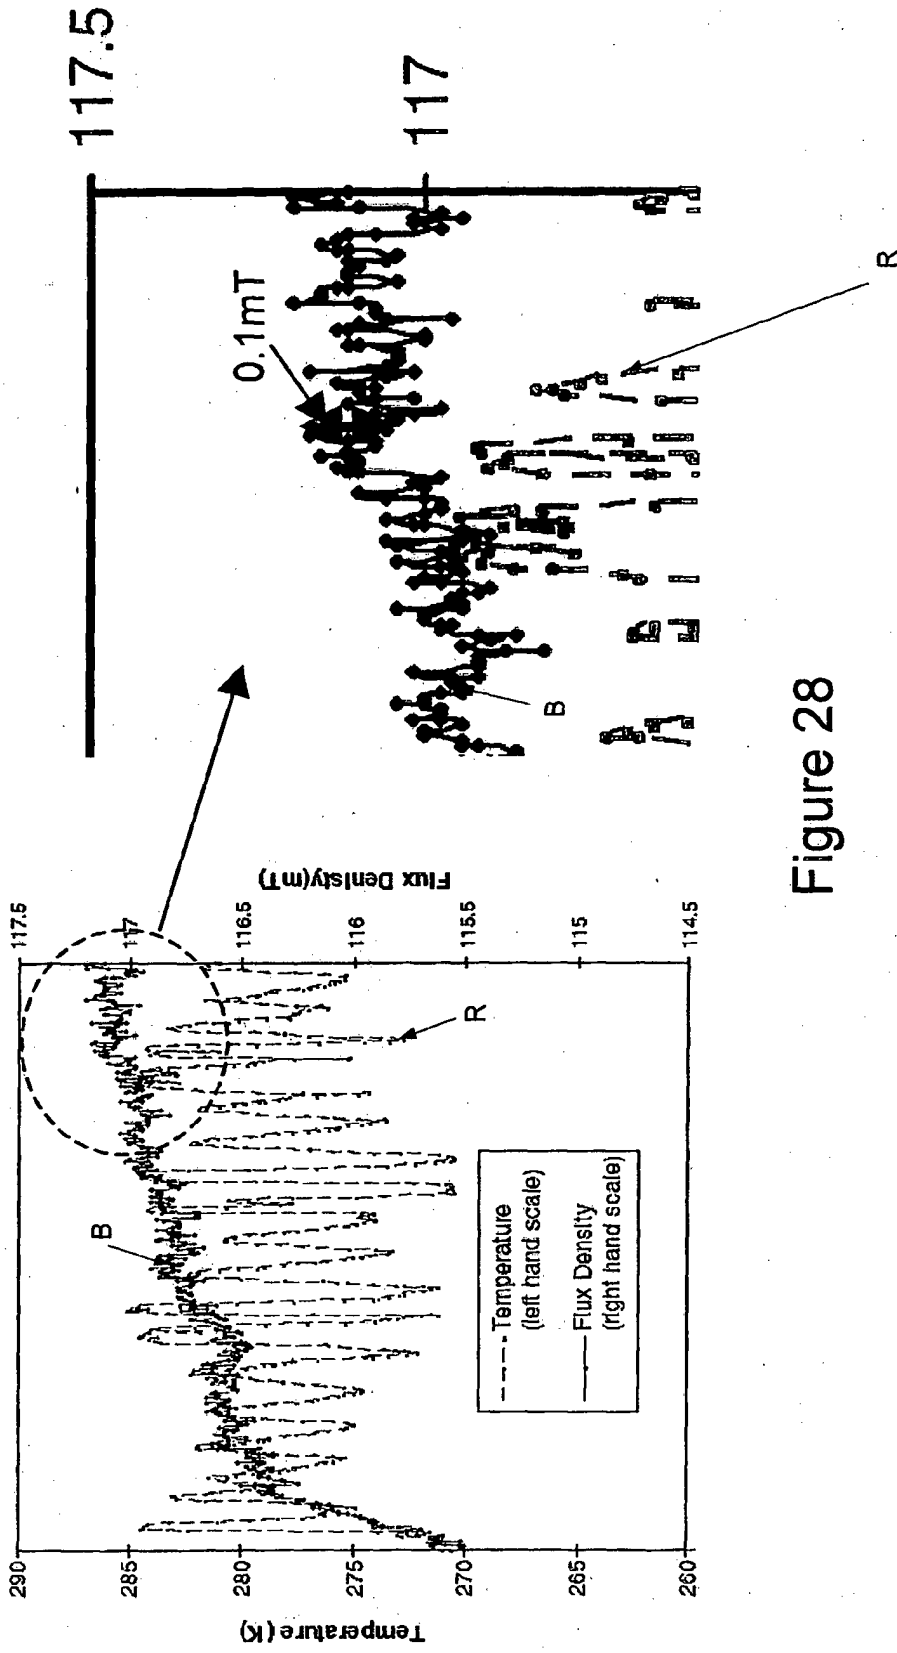 117.5
117
0.1mT
B
R
Temperature (K)
290
285
280
275
270
265
260
Flux Denisty(mT)
117.5
117
116.5
116
115.5
115
114.5
B
R
Temperature
(left hand scale)
Flux Density
(right hand scale)
Figure 28